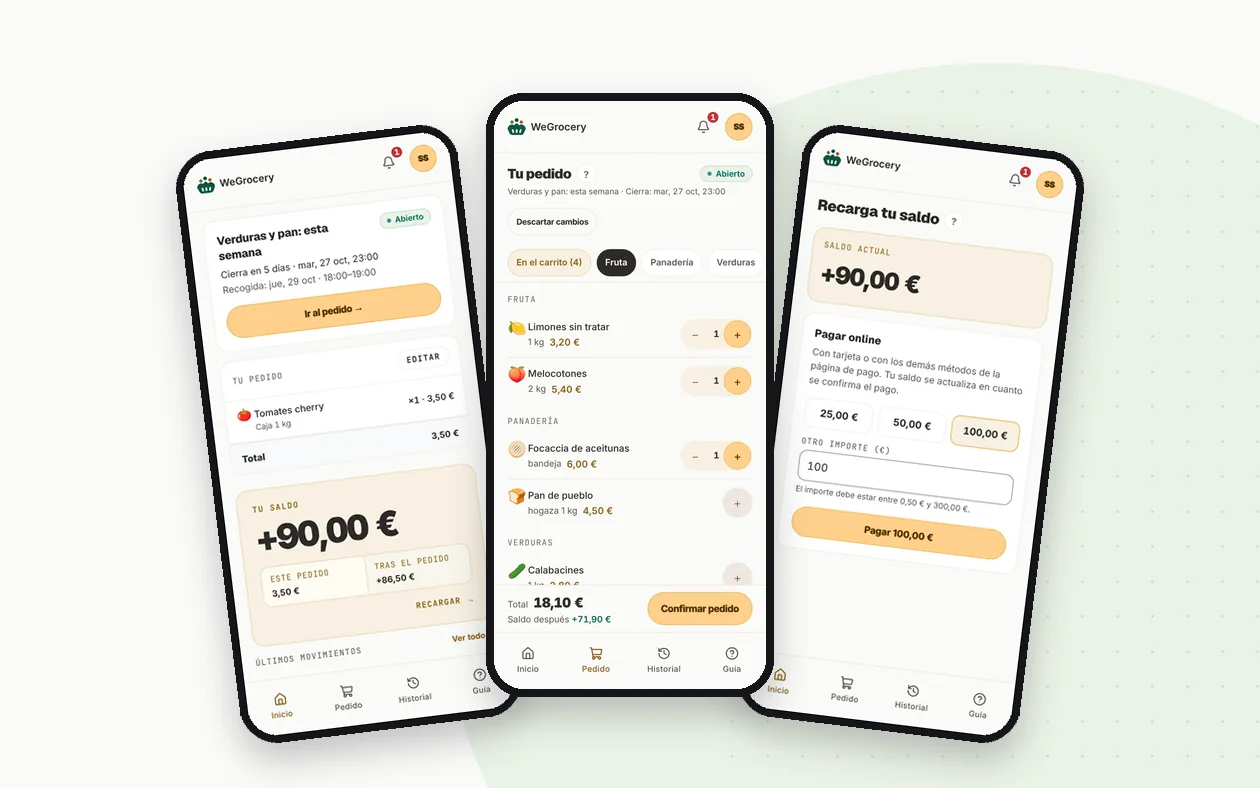 WeGrocery
1
SS
Verduras y pan: esta
semana
Abierto
Cierra en 5 días · mar, 27 oct, 23:00
Recogida: jue, 29 oct · 18:00–19:00
Ir al pedido →
TU PEDIDO
EDITAR
Tomates cherry
×1 · 3,50 €
Caja 1 kg
3,50 €
Total
TU SALDO
+90,00 €
ESTE PEDIDO
3,50 €
TRAS EL PEDIDO
+86,50 €
RECARGAR →
ÚLTIMOS MOVIMIENTOS
Ver todo
Inicio
Pedido
Historial
Guía
WeGrocery
1
SS
Tu pedido ?
Abierto
Verduras y pan: esta semana · Cierra: mar, 27 oct, 23:00
Descartar cambios
En el carrito (4)
Fruta
Panadería
Verduras
FRUTA
Limones sin tratar
1 kg 3,20 €
− 1 +
Melocotones
2 kg 5,40 €
− 1 +
PANADERÍA
Focaccia de aceitunas
bandeja 6,00 €
− 1 +
Pan de pueblo
hogaza 1 kg 4,50 €
+
VERDURAS
Calabacines
+
Total 18,10 €
Saldo después +71,90 €
Confirmar pedido
Inicio
Pedido
Historial
Guía
WeGrocery
1
SS
Recarga tu saldo ?
SALDO ACTUAL
+90,00 €
Pagar online
Con tarjeta o con los demás métodos de la
página de pago. Tu saldo se actualiza en cuanto
se confirma el pago.
25,00 €
50,00 €
100,00 €
OTRO IMPORTE (€)
100
El importe debe estar entre 0,50 € y 300,00 €.
Pagar 100,00 €
Inicio
Pedido
Historial
Guía